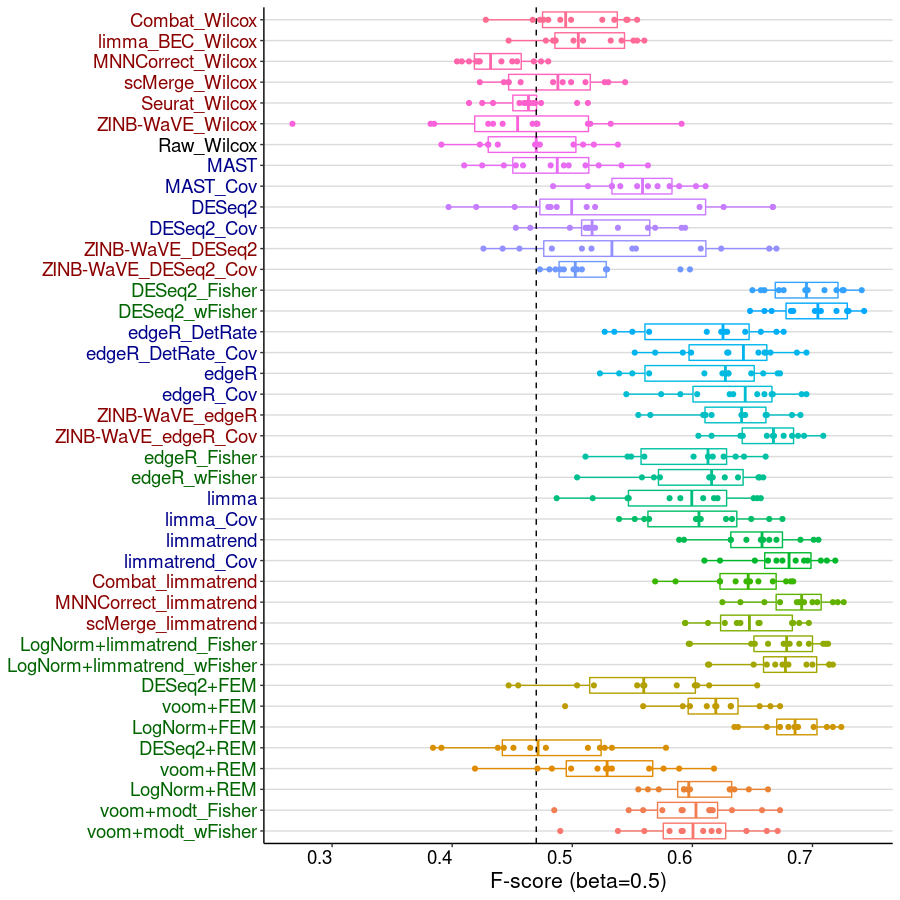 Combat_Wilcox
limma_BEC_Wilcox
MNNCorrect_Wilcox
scMerge_Wilcox
Seurat_Wilcox
ZINB-WaVE_Wilcox
Raw_Wilcox
MAST
MAST_Cov
DESeq2
DESeq2_Cov
ZINB-WaVE_DESeq2
ZINB-WaVE_DESeq2_Cov
DESeq2_Fisher
DESeq2_wFisher
edgeR_DetRate
edgeR_DetRate_Cov
edgeR
edgeR_Cov
ZINB-WaVE_edgeR
ZINB-WaVE_edgeR_Cov
edgeR_Fisher
edgeR_wFisher
limma
limma_Cov
limmatrend
limmatrend_Cov
Combat_limmatrend
MNNCorrect_limmatrend
scMerge_limmatrend
LogNorm+limmatrend_Fisher
LogNorm+limmatrend_wFisher
DESeq2+FEM
voom+FEM
LogNorm+FEM
DESeq2+REM
voom+REM
LogNorm+REM
voom+modt_Fisher
voom+modt_wFisher
0.3 0.4 0.5 0.6 0.7
F-score (beta=0.5)